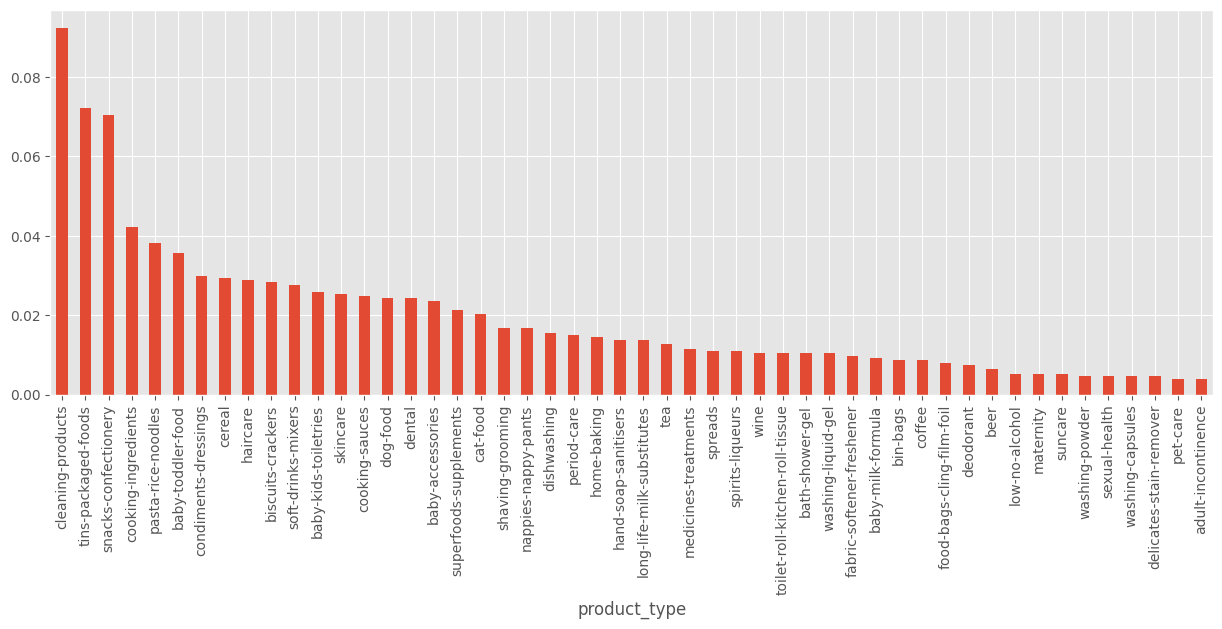 0.08
0.06
0.04
0.02
0.00
cleaning-products
tins-packaged-foods
snacks-confectionery
cooking-ingredients
pasta-rice-noodles
baby-toddler-food
condiments-dressings
cereal
haircare
biscuits-crackers
soft-drinks-mixers
baby-kids-toiletries
skincare
cooking-sauces
dog-food
dental
baby-accessories
superfoods-supplements
cat-food
shaving-grooming
nappies-nappy-pants
dishwashing
period-care
home-baking
hand-soap-sanitisers
long-life-milk-substitutes
tea
medicines-treatments
spreads
spirits-liqueurs
wine
toilet-roll-kitchen-roll-tissue
bath-shower-gel
washing-liquid-gel
fabric-softener-freshener
baby-milk-formula
bin-bags
coffee
food-bags-cling-film-foil
deodorant
beer
low-no-alcohol
maternity
suncare
washing-powder
sexual-health
washing-capsules
delicates-stain-remover
pet-care
adult-incontinence
product_type